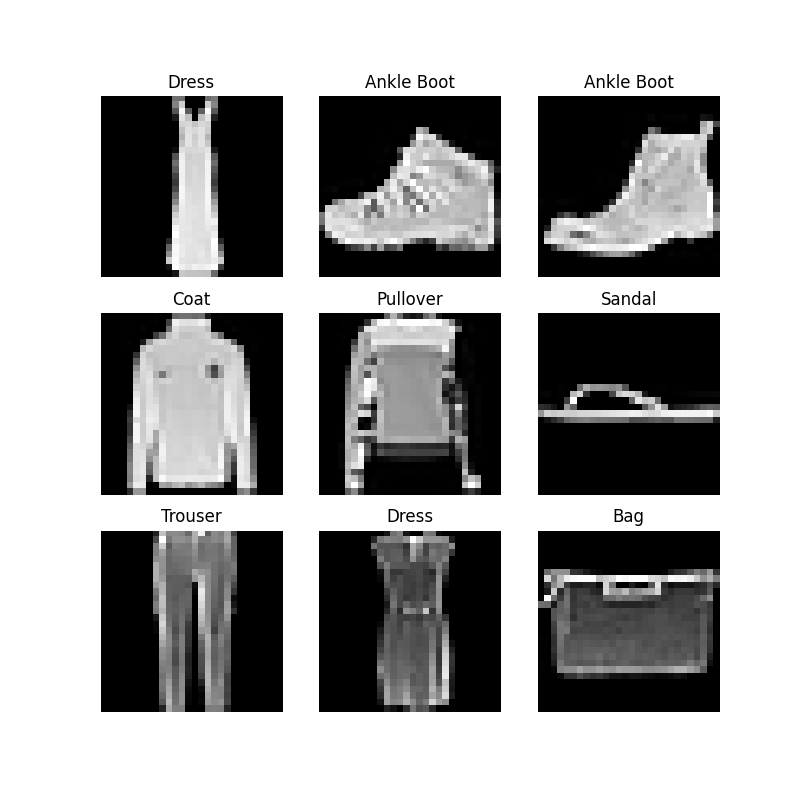 Dress
Ankle Boot
Ankle Boot
Coat
Pullover
Sandal
Trouser
Dress
Bag